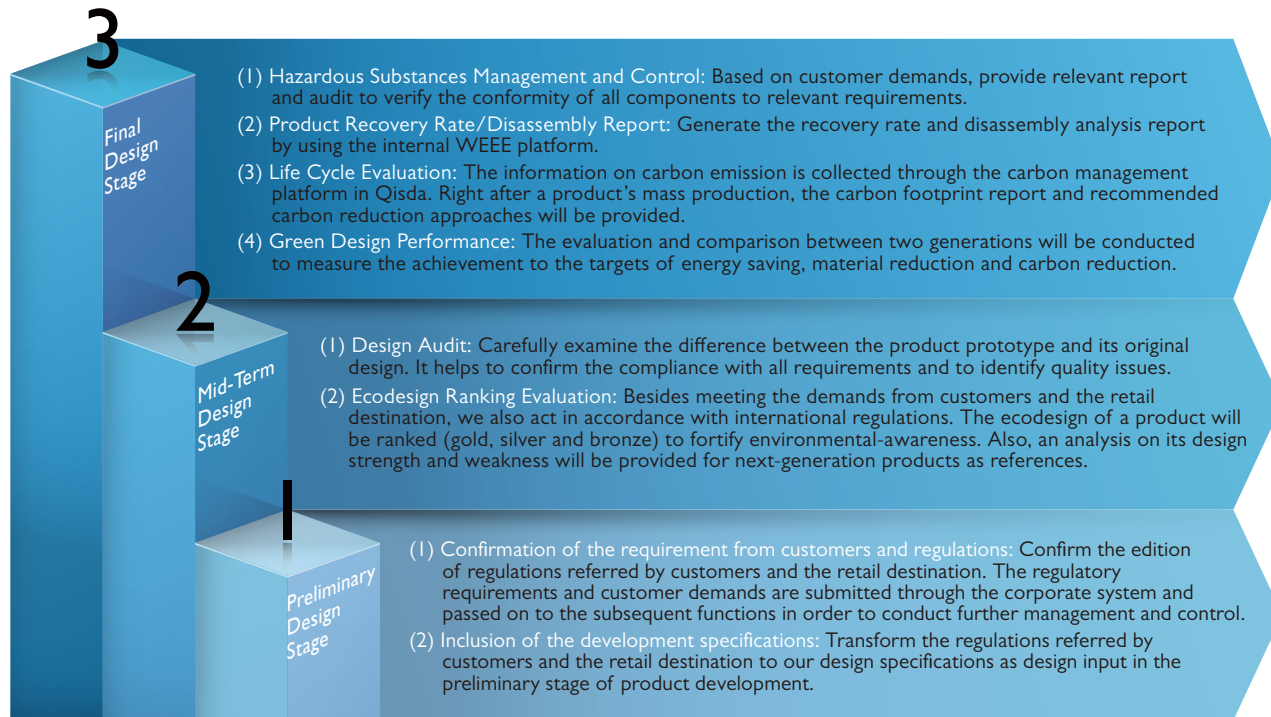 3
Final
Design
Stage
(1) Hazardous Substances Management and Control: Based on customer demands, provide relevant report
and audit to verify the conformity of all components to relevant requirements.
(2) Product Recovery Rate/Disassembly Report: Generate the recovery rate and disassembly analysis report
by using the internal WEEE platform.
(3) Life Cycle Evaluation: The information on carbon emission is collected through the carbon management
platform in Qisda. Right after a product's mass production, the carbon footprint report and recommended
carbon reduction approaches will be provided.
(4) Green Design Performance: The evaluation and comparison between two generations will be conducted
to measure the achievement to the targets of energy saving, material reduction and carbon reduction.
2
Mid-Term
Design
Stage
(1) Design Audit: Carefully examine the difference between the product prototype and its original
design. It helps to confirm the compliance with all requirements and to identify quality issues.
(2) Ecodesign Ranking Evaluation: Besides meeting the demands from customers and the retail
destination, we also act in accordance with international regulations. The ecodesign of a product will
be ranked (gold, silver and bronze) to fortify environmental-awareness. Also, an analysis on its design
strength and weakness will be provided for next-generation products as references.
1
Preliminary
Design
Stage
(1) Confirmation of the requirement from customers and regulations: Confirm the edition
of regulations referred by customers and the retail destination. The regulatory
requirements and customer demands are submitted through the corporate system and
passed on to the subsequent functions in order to conduct further management and control.
(2) Inclusion of the development specifications: Transform the regulations referred by
customers and the retail destination to our design specifications as design input in the
preliminary stage of product development.